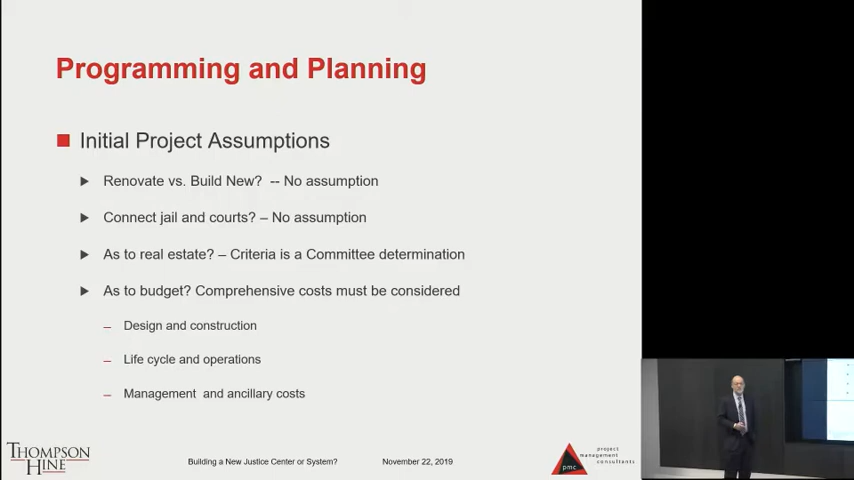 Programming and Planning
Initial Project Assumptions
Renovate vs. Build New? -- No assumption
Connect jail and courts? – No assumption
As to real estate? – Criteria is a Committee determination
As to budget? Comprehensive costs must be considered
– Design and construction
– Life cycle and operations
– Management and ancillary costs
THOMPSON
HINE
Building a New Justice Center or System? November 22, 2019
pmc
project
management
consultants